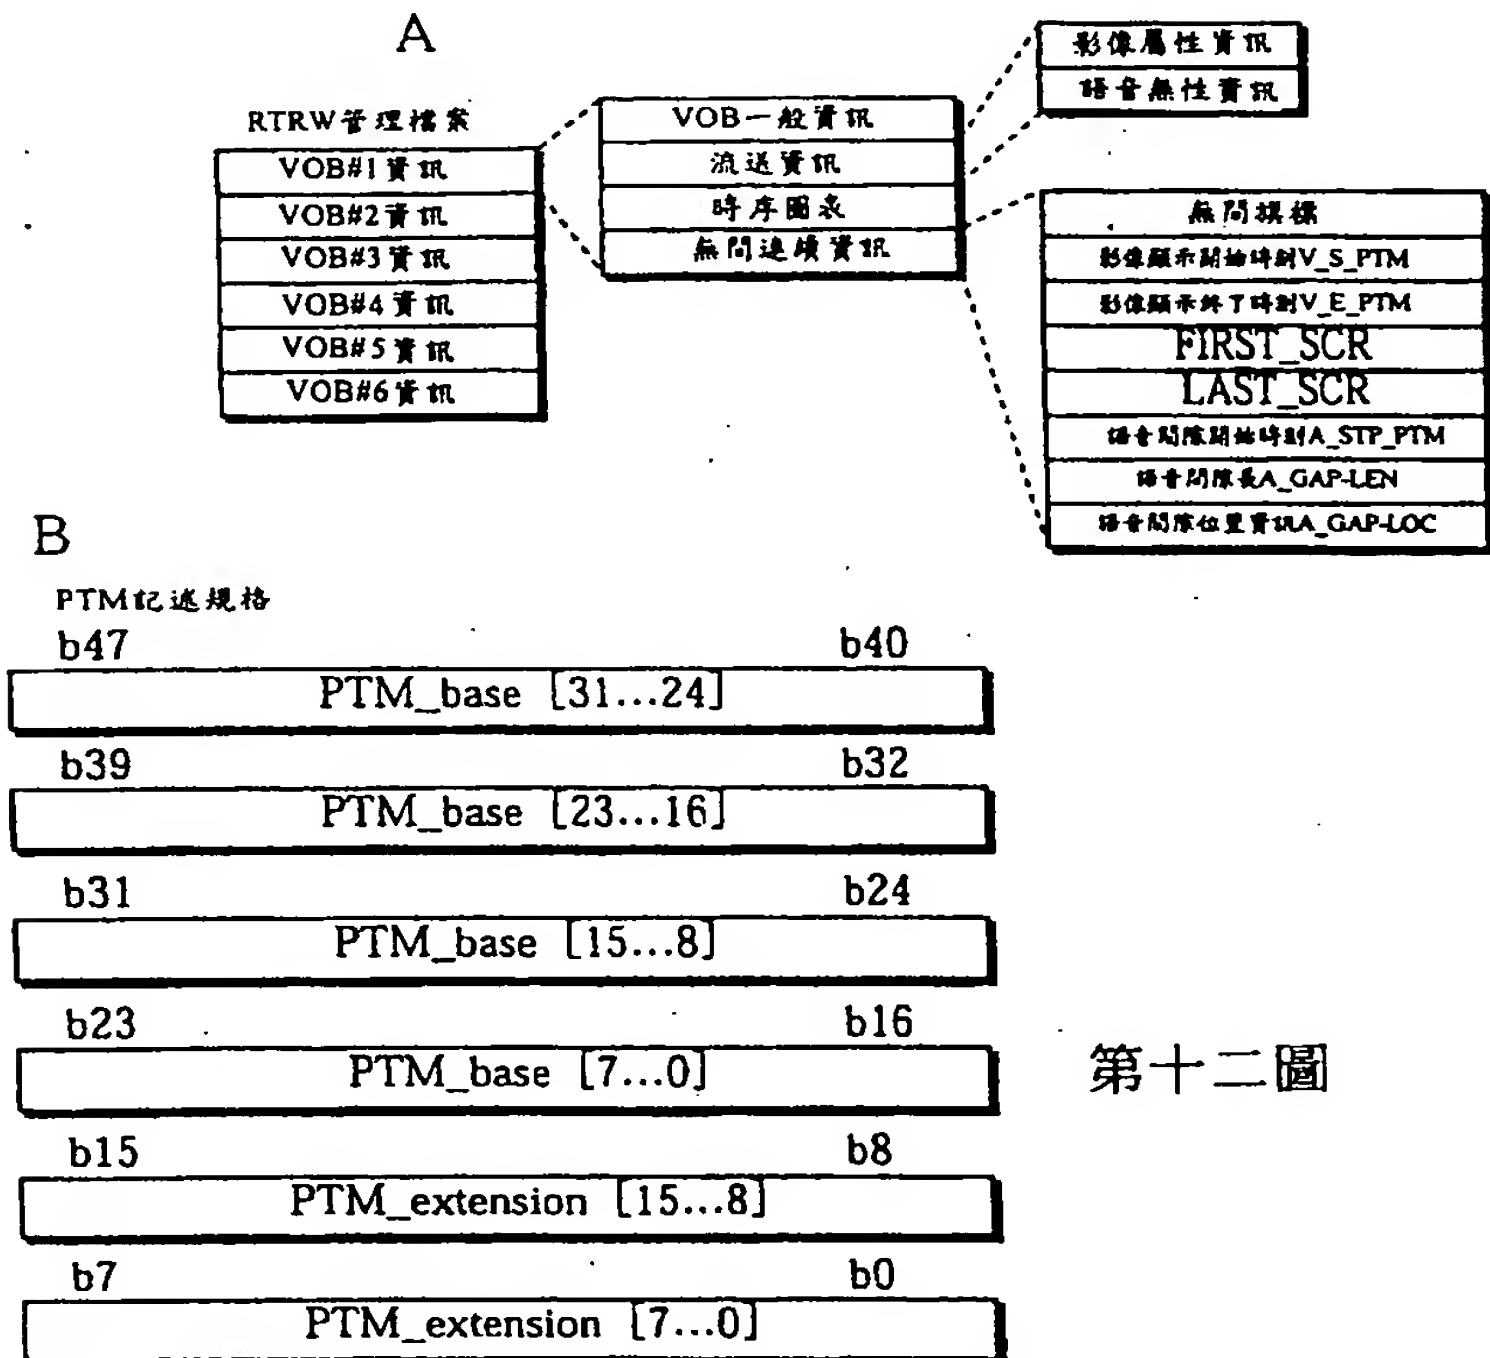 A
RTRW管理檔案
VOB#1資訊
VOB#2資訊
VOB#3資訊
VOB#4資訊
VOB#5資訊
VOB#6資訊
VOB一般資訊
流送資訊
時序圖表
無間連續資訊
影像屬性資訊
語音無性資訊
無間旗標
影像顯示開始時刻V_S_PTM
影像顯示終了時刻V_E_PTM
FIRST_SCR
LAST_SCR
語音間隙開始時刻A_STP_PTM
語音間隙長A_GAP-LEN
語音間隙位置資訊A_GAP-LOC
B
PTM記述規格
b47 b40
PTM_base [31...24]
b39 b32
PTM_base [23...16]
b31 b24
PTM_base [15...8]
b23 b16
PTM_base [7...0]
b15 b8
PTM_extension [15...8]
b7 b0
PTM_extension [7...0]
第十二圖